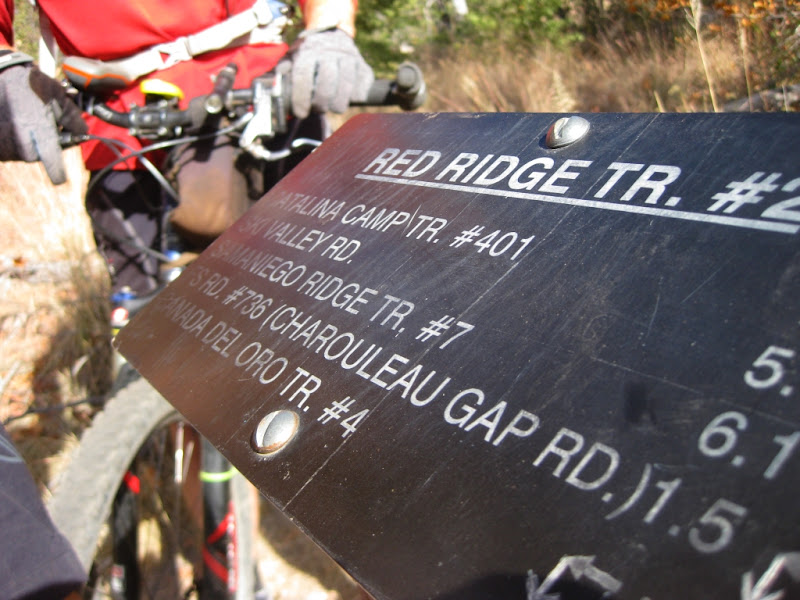 RED RIDGE TR. #2
CATALINA CAMP TR. #401
SKI VALLEY RD.
SAMANIEGO RIDGE TR. #7 5.
RD. #736 (CHAROULEAU GAP RD.) 6.1
CANADA DEL ORO TR. #4 1.5